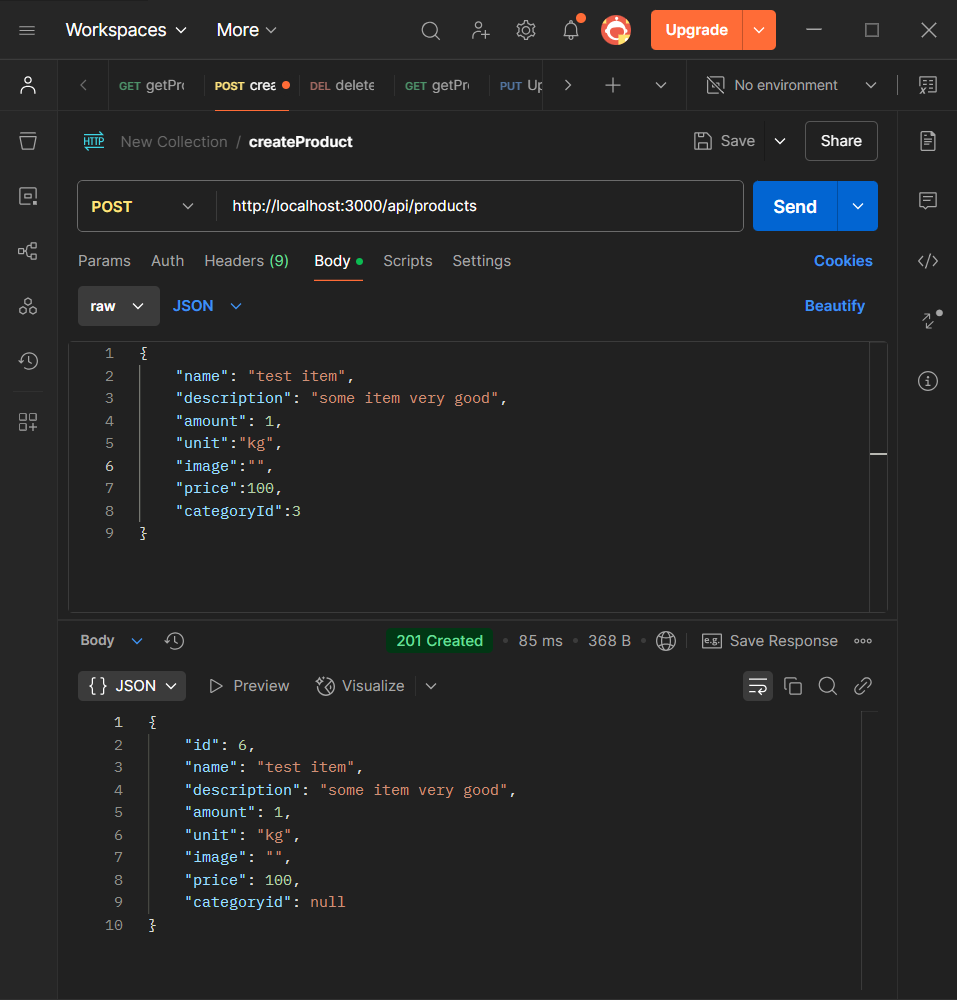 Workspaces More Upgrade
GET getPr POST crea DEL delete GET getPr PUT Up No environment
HTTP New Collection / createProduct Save Share
POST http://localhost:3000/api/products Send
Params Auth Headers (9) Body Scripts Settings Cookies
raw JSON Beautify
1 {
2 "name": "test item",
3 "description": "some item very good",
4 "amount": 1,
5 "unit":"kg",
6 "image":"",
7 "price":100,
8 "categoryId":3
9 }
Body 201 Created 85 ms 368 B e.g. Save Response
{} JSON Preview Visualize
1 {
2 "id": 6,
3 "name": "test item",
4 "description": "some item very good",
5 "amount": 1,
6 "unit": "kg",
7 "image": "",
8 "price": 100,
9 "categoryid": null
10 }